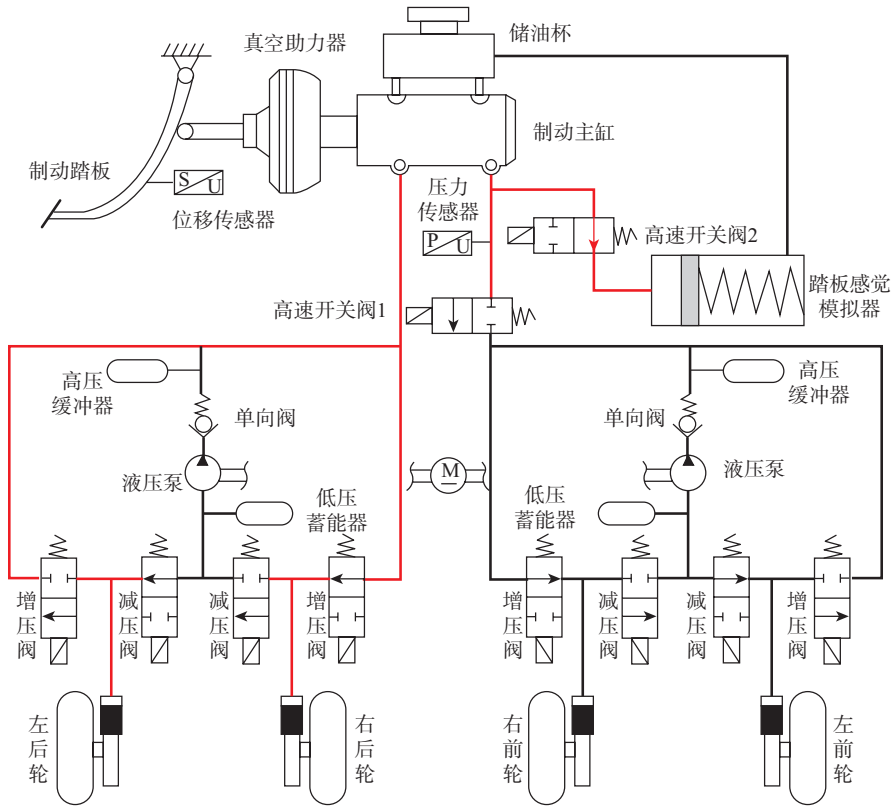 储油杯
真空助力器
制动主缸
制动踏板
S
U
位移传感器
压力
传感器
P
U
高速开关阀2
踏板感觉
模拟器
高速开关阀1
高压
缓冲器
单向阀
液压泵
低压
蓄能器
M
高压
缓冲器
单向阀
液压泵
低压
蓄能器
增
压
阀
减
压
阀
减
压
阀
增
压
阀
增
压
阀
减
压
阀
减
压
阀
增
压
阀
左
后
轮
右
后
轮
右
前
轮
左
前
轮